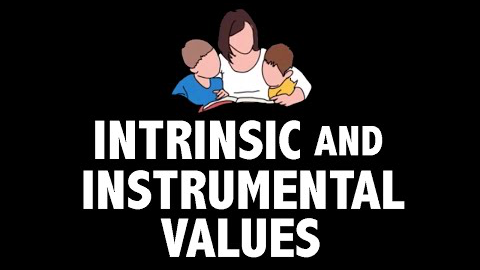 INTRINSIC AND
INSTRUMENTAL
VALUES